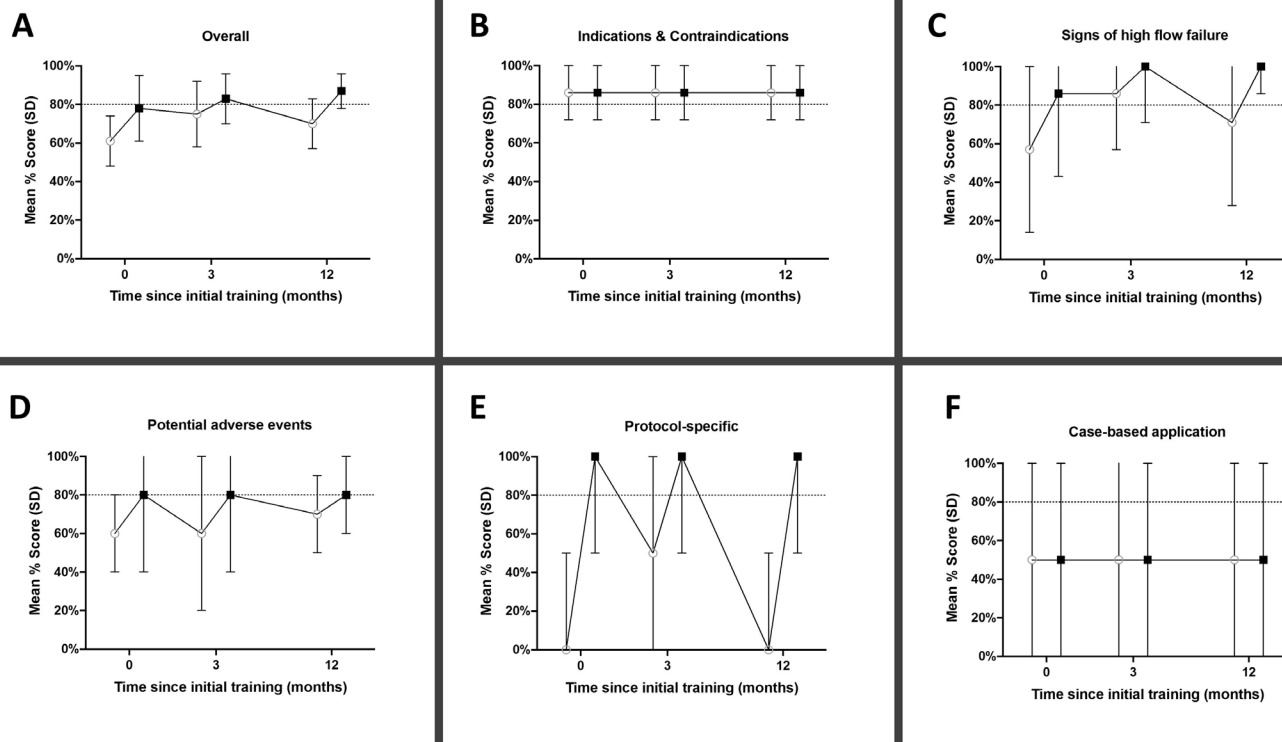 A
Overall
Mean % Score (SD)
100%
80%
60%
40%
20%
0%
0 3 12
Time since initial training (months)
B
Indications & Contraindications
Mean % Score (SD)
100%
80%
60%
40%
20%
0%
0 3 12
Time since initial training (months)
C
Signs of high flow failure
Mean % Score (SD)
100%
80%
60%
40%
20%
0%
0 3 12
Time since initial training (months)
D
Potential adverse events
Mean % Score (SD)
100%
80%
60%
40%
20%
0%
0 3 12
Time since initial training (months)
E
Protocol-specific
Mean % Score (SD)
100%
80%
60%
40%
20%
0%
0 3 12
Time since initial training (months)
F
Case-based application
Mean % Score (SD)
100%
80%
60%
40%
20%
0%
0 3 12
Time since initial training (months)